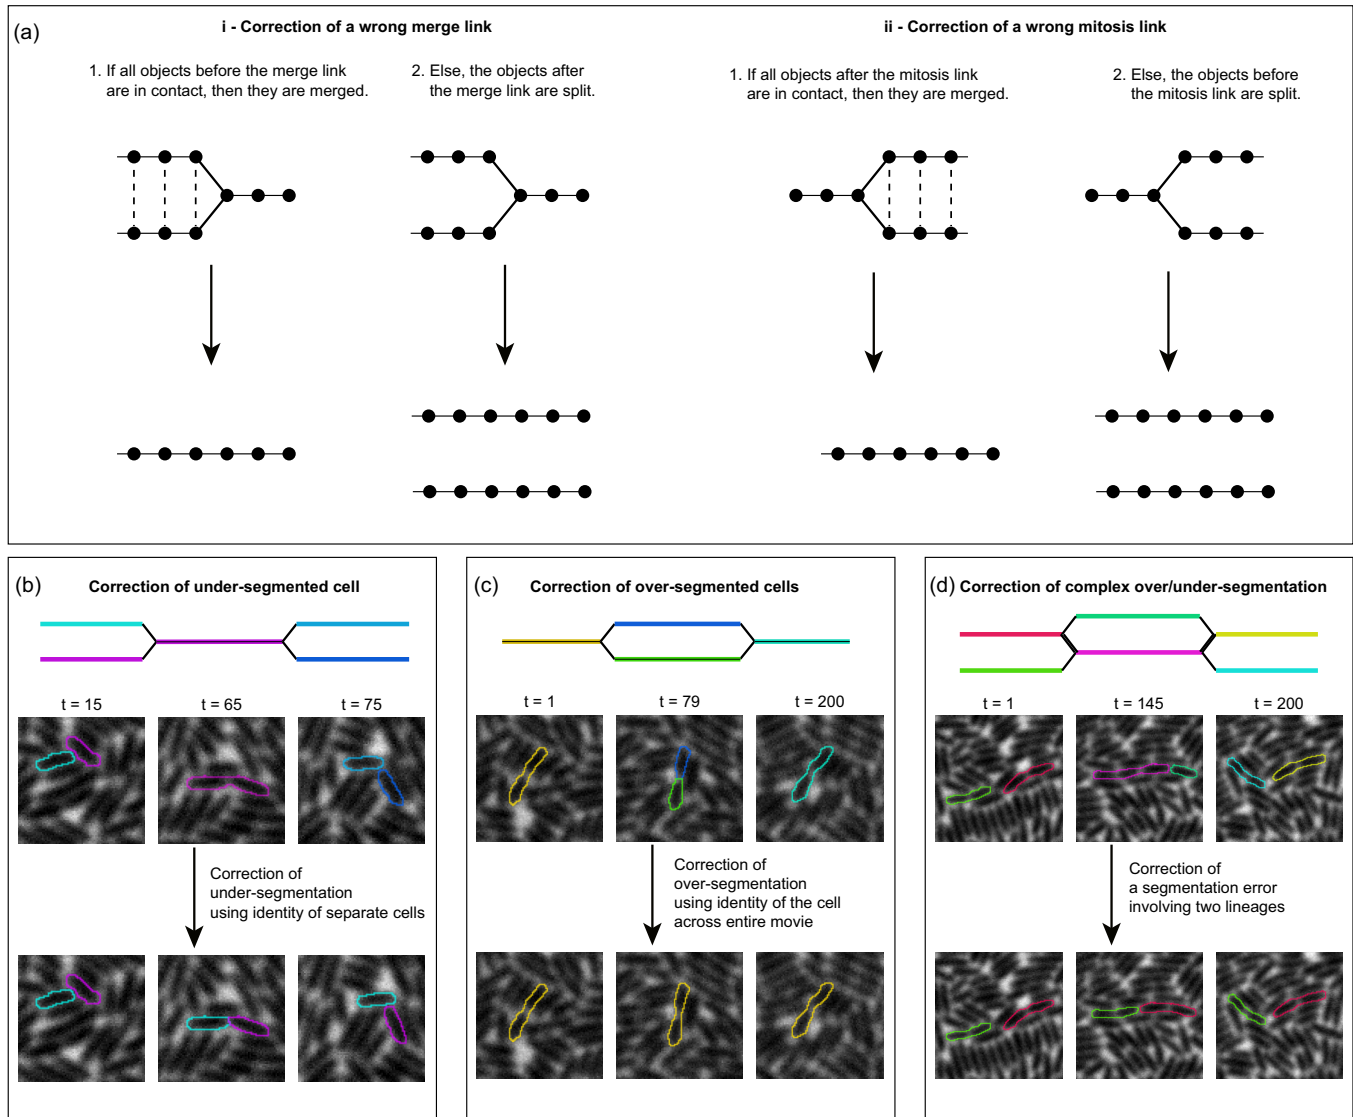 (a)
i - Correction of a wrong merge link
1. If all objects before the merge link
are in contact, then they are merged.
2. Else, the objects after
the merge link are split.
ii - Correction of a wrong mitosis link
1. If all objects after the mitosis link
are in contact, then they are merged.
2. Else, the objects before
the mitosis link are split.
(b)
Correction of under-segmented cell
t = 15
t = 65
t = 75
Correction of
under-segmentation
using identity of separate cells
(c)
Correction of over-segmented cells
t = 1
t = 79
t = 200
Correction of
over-segmentation
using identity of the cell
across entire movie
(d)
Correction of complex over/under-segmentation
t = 1
t = 145
t = 200
Correction of
a segmentation error
involving two lineages